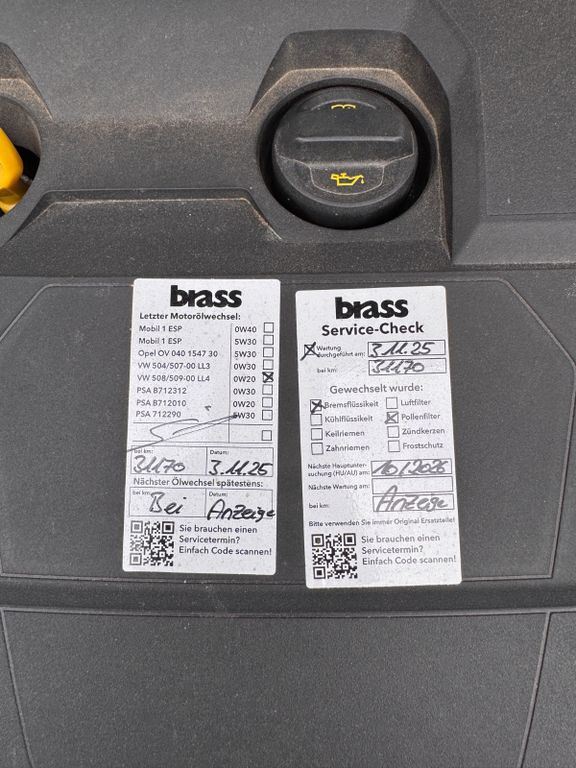 brass
Letzter Motorölwechsel:
Mobil 1 ESP 0W40
Mobil 1 ESP 5W30
Opel OV 040 1547 30 5W30
VW 504/507-00 LL3 0W30
VW 508/509-00 LL4 0W20
PSA B712312 0W30
PSA B712010 0W20
PSA 712290 5W30
bei km: Datum:
31170 3.11.25
Nächster Ölwechsel spätestens:
bei km: Datum:
Bei Anzeige
Sie brauchen einen
Servicetermin?
Einfach Code scannen!
brass
Service-Check
Wartung
durchgeführt am: 3.11.25
bei km: 31170
Gewechselt wurde:
Bremsflüssikeit Luftfilter
Kühlflüssikeit Pollenfilter
Keilriemen Zündkerzen
Zahnriemen Frostschutz
Nächste Hauptunter-
suchung (HU/AU) am: 10/2026
Nächste Wartung am:
bei km: Anzeige
Bitte verwenden Sie immer Original Ersatzteile!
Sie brauchen einen
Servicetermin?
Einfach Code scannen!